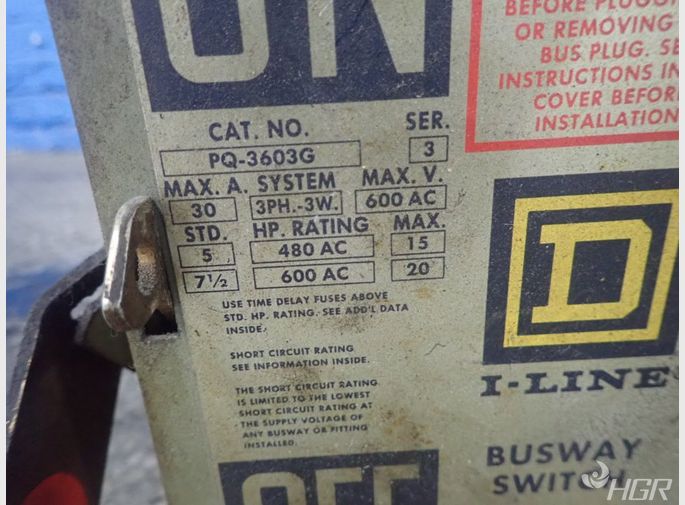 ON
BEFORE PLUGGI
OR REMOVING
BUS PLUG. SE
INSTRUCTIONS IN
COVER BEFOR
INSTALLATION
CAT. NO. SER.
PQ-3603G 3
MAX. A. SYSTEM MAX. V.
30 3PH.-3W. 600 AC
STD. HP. RATING MAX.
5 480 AC 15
7½ 600 AC 20
USE TIME DELAY FUSES ABOVE
STD. HP. RATING. SEE ADD'L DATA
INSIDE.
SHORT CIRCUIT RATING
SEE INFORMATION INSIDE.
THE SHORT CIRCUIT RATING
IS LIMITED TO THE LOWEST
SHORT CIRCUIT RATING AT
THE SUPPLY VOLTAGE OF
ANY BUSWAY OR FITTING
INSTALLED.
OFF
D
I-LINE
BUSWAY
SWITCH
HGR